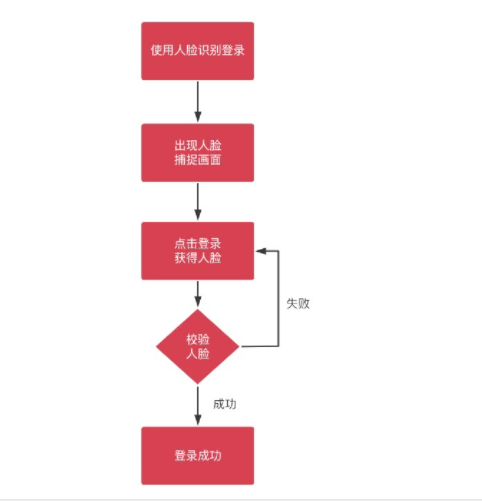 使用人脸识别登录
出现人脸
捕捉画面
点击登录
获得人脸
失败
校验
人脸
成功
登录成功